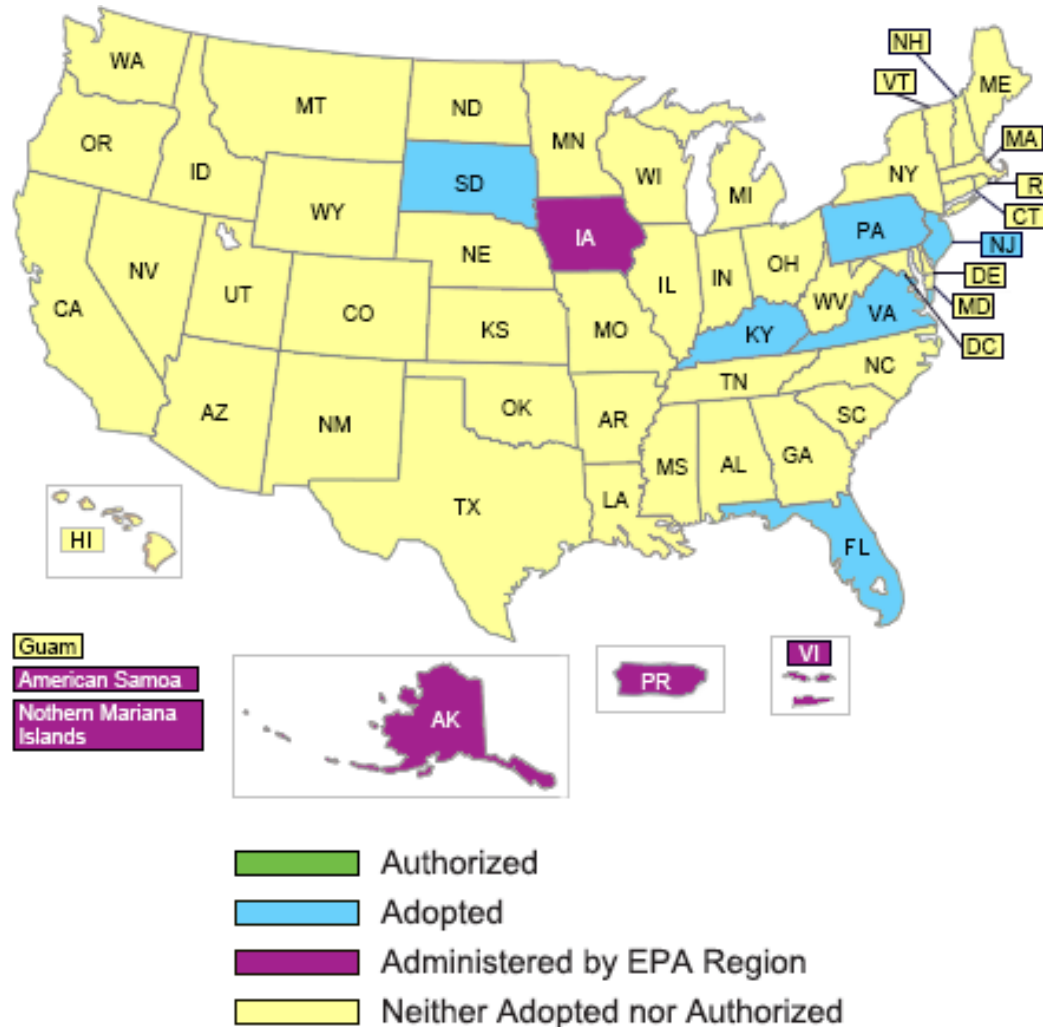 WA
MT
ND
MN
NH
VT
ME
OR
ID
SD
WI
MI
NY
MA
R
WY
CT
IA
PA
NJ
NE
NV
UT
IL
IN
OH
DE
CA
CO
WV
VA
MD
KS
MO
KY
DC
NC
TN
AZ
NM
OK
AR
SC
MS
AL
GA
TX
LA
HI
FL
Guam
American Samoa
Nothern Mariana
Islands
AK
PR
VI
Authorized
Adopted
Administered by EPA Region
Neither Adopted nor Authorized